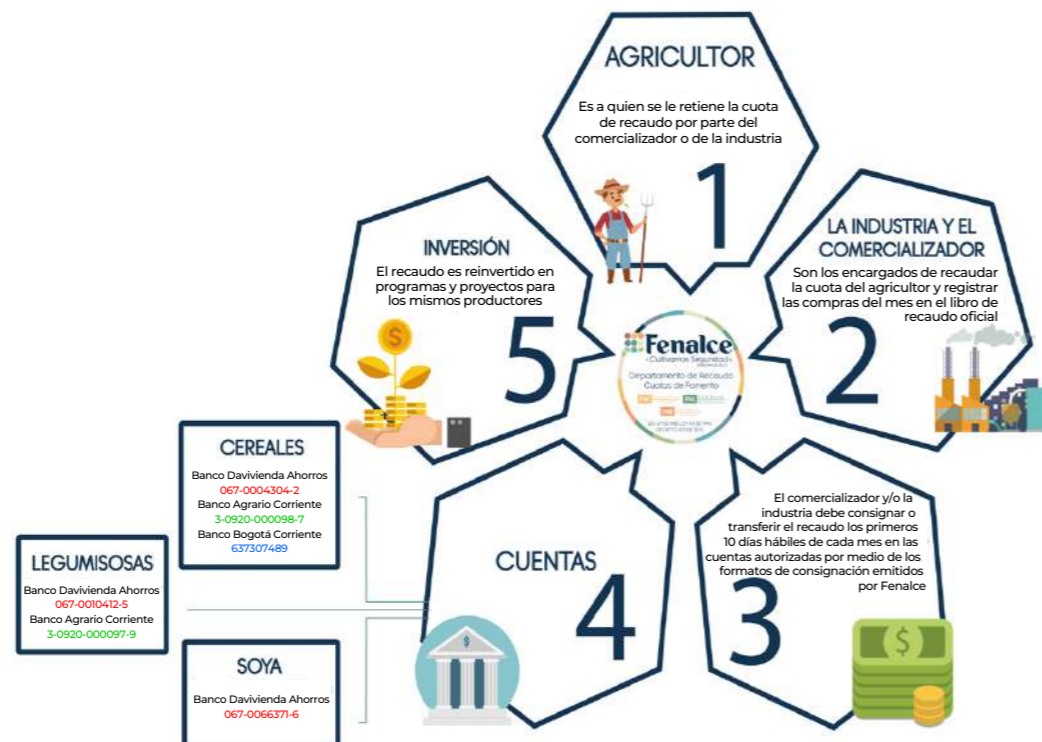 AGRICULTOR
Es a quien se le retiene la cuota
de recaudo por parte del
comercializador o de la industria
1
LA INDUSTRIA Y EL
COMERCIALIZADOR
Son los encargados de recaudar
la cuota del agricultor y registrar
las compras del mes en el libro de
recaudo oficial
2
El comercializador y/o la
industria debe consignar o
transferir el recaudo los primeros
10 días hábiles de cada mes en las
cuentas autorizadas por medio de los
formatos de consignación emitidos
por Fenalce
3
CUENTAS
4
CEREALES
Banco Davivienda Ahorros
067-0004304-2
Banco Agrario Corriente
3-0920-000098-7
Banco Bogotá Corriente
637307489
LEGUMISOSAS
Banco Davivienda Ahorros
067-0010412-5
Banco Agrario Corriente
3-0920-000097-9
SOYA
Banco Davivienda Ahorros
067-0066371-6
INVERSIÓN
El recaudo es reinvertido en
programas y proyectos para
los mismos productores
5
Fenalce
Cultivamos Seguridad
Departamento de Recaudo
Cuotas de Fomento